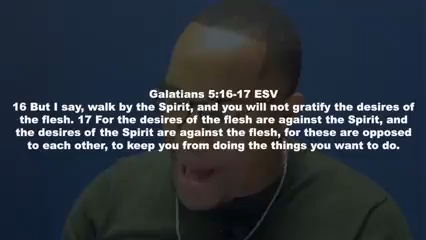 Galatians 5:16-17 ESV
16 But I say, walk by the Spirit, and you will not gratify the desires of
the flesh. 17 For the desires of the flesh are against the Spirit, and
the desires of the Spirit are against the flesh, for these are opposed
to each other, to keep you from doing the things you want to do.